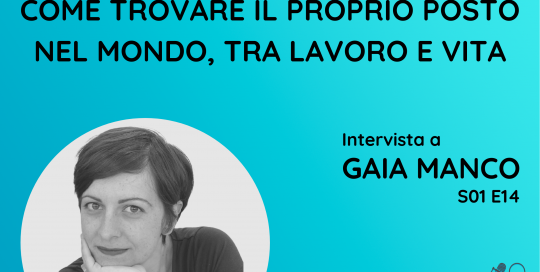 COME TROVARE IL PROPRIO POSTO
NEL MONDO, TRA LAVORO E VITA
Intervista a
GAIA MANCO
S01 E14